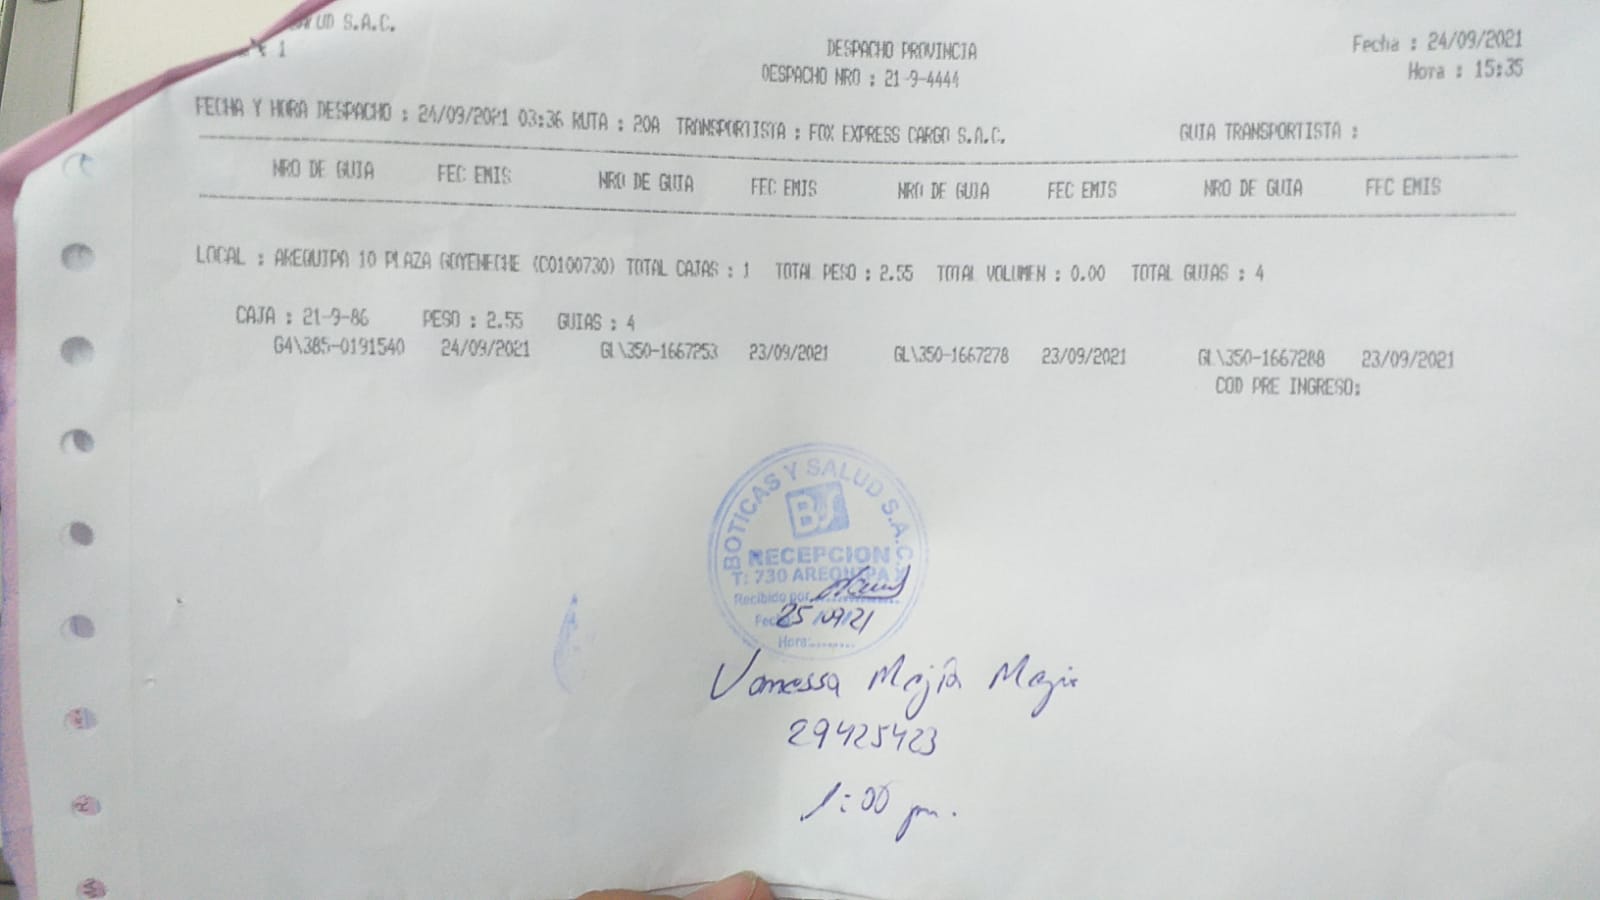 UD S.A.C.
1
DESPACHO PROVINCIA
DESPACHO NRO : 21-9-4444
Fecha : 24/09/2021
Hora : 15:35
FECHA Y HORA DESPACHO : 24/09/2021 03:36 RUTA : 20A TRANSPORTISTA : FOX EXPRESS CARGO S.A.C. GUIA TRANSPORTISTA :
NRO DE GUIA FEC EMIS NRO DE GUIA FEC EMIS NRO DE GUIA FEC EMIS NRO DE GUIA FEC EMIS
LOCAL : AREQUIPA 10 PLAZA GOYENECHE (C0100730) TOTAL CAJAS : 1 TOTAL PESO : 2.55 TOTAL VOLUMEN : 0.00 TOTAL GUIAS : 4
CAJA : 21-9-86 PESO : 2.55 GUIAS : 4
G4\385-0191540 24/09/2021 GL\350-1667253 23/09/2021 GL\350-1667278 23/09/2021 GL\350-1667288 23/09/2021
COD PRE INGRESO:
BOTICAS Y SALUD S.A.C.
BS
RECEPCION
T: 730 AREQUIPA X
Recibido por
25/09/21
Hora:.........
Vanessa Mejía
29425423
1:00 pm.